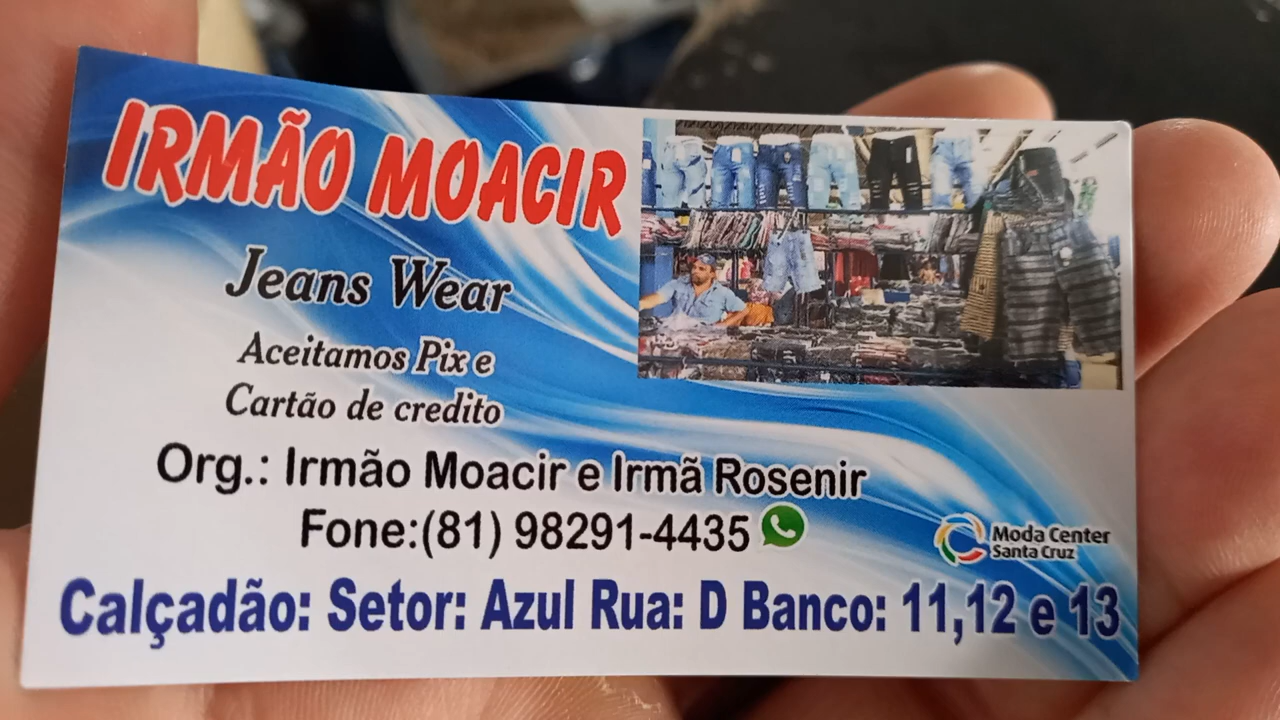 IRMÃO MOACIR
Jeans Wear
Aceitamos Pix e
Cartão de credito
Org.: Irmão Moacir e Irmã Rosenir
Fone:(81) 98291-4435
Moda Center
Santa Cruz
Calçadão: Setor: Azul Rua: D Banco: 11,12 e 13